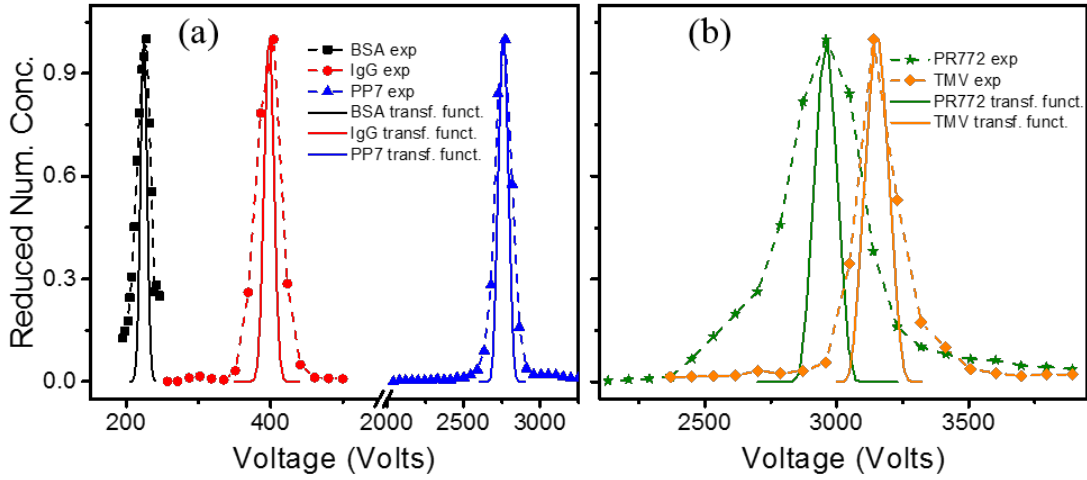 (a)
BSA exp
IgG exp
PP7 exp
BSA transf. funct.
IgG transf. funct.
PP7 transf. funct.
Reduced Num. Conc.
0.9
0.6
0.3
0.0
200
400
2500
3000
Voltage (Volts)
(b)
PR772 exp
TMV exp
PR772 transf. funct.
TMV transf. funct.
2500
3000
3500
Voltage (Volts)